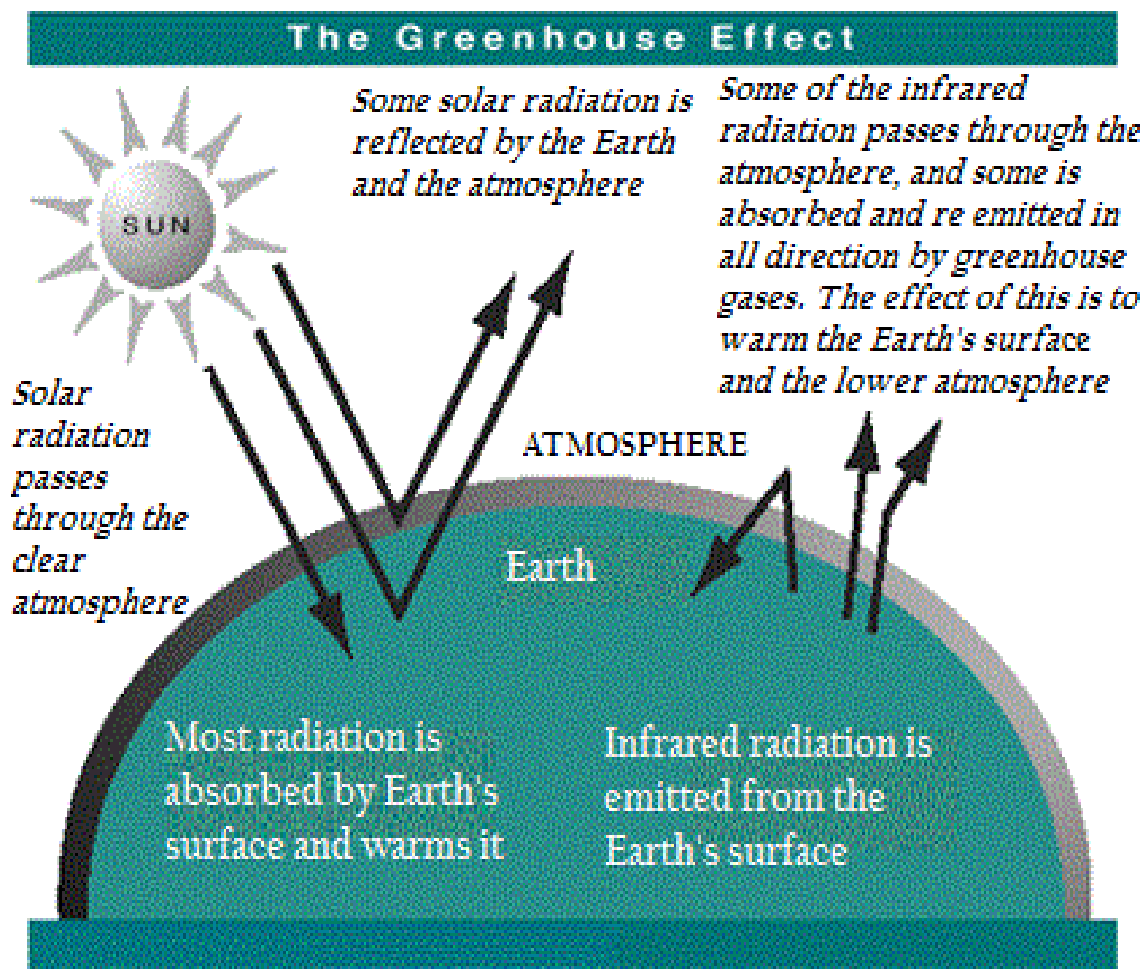 The Greenhouse Effect
SUN
Some solar radiation is
reflected by the Earth
and the atmosphere
Some of the infrared
radiation passes through the
atmosphere, and some is
absorbed and re emitted in
all direction by greenhouse
gases. The effect of this is to
warm the Earth's surface
and the lower atmosphere
Solar
radiation
passes
through the
clear
atmosphere
ATMOSPHERE
Earth
Most radiation is
absorbed by Earth's
surface and warms it
Infrared radiation is
emitted from the
Earth's surface